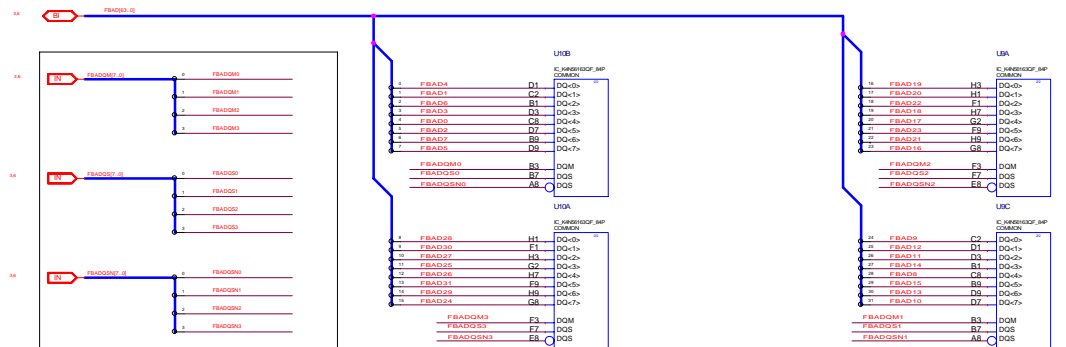 3,6 BI FBAD[63..0]
3,6 IN FBADQM[7..0]
0 FBADQM0
1 FBADQM1
2 FBADQM2
3 FBADQM3
3,6 IN FBADQS[7..0]
0 FBADQS0
1 FBADQS1
2 FBADQS2
3 FBADQS3
3,6 IN FBADQSN[7..0]
0 FBADQSN0
1 FBADQSN1
2 FBADQSN2
3 FBADQSN3
U10B
IC_K4N56163QF_84P
COMMON
0 FBAD4 D1 DQ<0>
1 FBAD1 C2 DQ<1>
2 FBAD6 B1 DQ<2>
3 FBAD3 D3 DQ<3>
4 FBAD0 C8 DQ<4>
5 FBAD2 D7 DQ<5>
6 FBAD7 B9 DQ<6>
7 FBAD5 D9 DQ<7>
FBADQM0 B3 DQM
FBADQS0 B7 DQS
FBADQSN0 A8 DQS
U10A
IC_K4N56163QF_84P
COMMON
8 FBAD28 H1 DQ<0>
9 FBAD30 F1 DQ<1>
10 FBAD27 H3 DQ<2>
11 FBAD25 G2 DQ<3>
12 FBAD26 H7 DQ<4>
13 FBAD31 F9 DQ<5>
14 FBAD29 H9 DQ<6>
15 FBAD24 G8 DQ<7>
FBADQM3 F3 DQM
FBADQS3 F7 DQS
FBADQSN3 E8 DQS
U9A
IC_K4N56163QF_84P
COMMON
16 FBAD19 H3 DQ<0>
17 FBAD20 H1 DQ<1>
18 FBAD22 F1 DQ<2>
19 FBAD18 H7 DQ<3>
20 FBAD17 G2 DQ<4>
21 FBAD23 F9 DQ<5>
22 FBAD21 H9 DQ<6>
23 FBAD16 G8 DQ<7>
FBADQM2 F3 DQM
FBADQS2 F7 DQS
FBADQSN2 E8 DQS
U9C
IC_K4N56163QF_84P
COMMON
24 FBAD9 C2 DQ<0>
25 FBAD12 D1 DQ<1>
26 FBAD11 D3 DQ<2>
27 FBAD14 B1 DQ<3>
28 FBAD8 C8 DQ<4>
29 FBAD15 B9 DQ<5>
30 FBAD13 D9 DQ<6>
31 FBAD10 D7 DQ<7>
FBADQM1 B3 DQM
FBADQS1 B7 DQS
FBADQSN1 A8 DQS